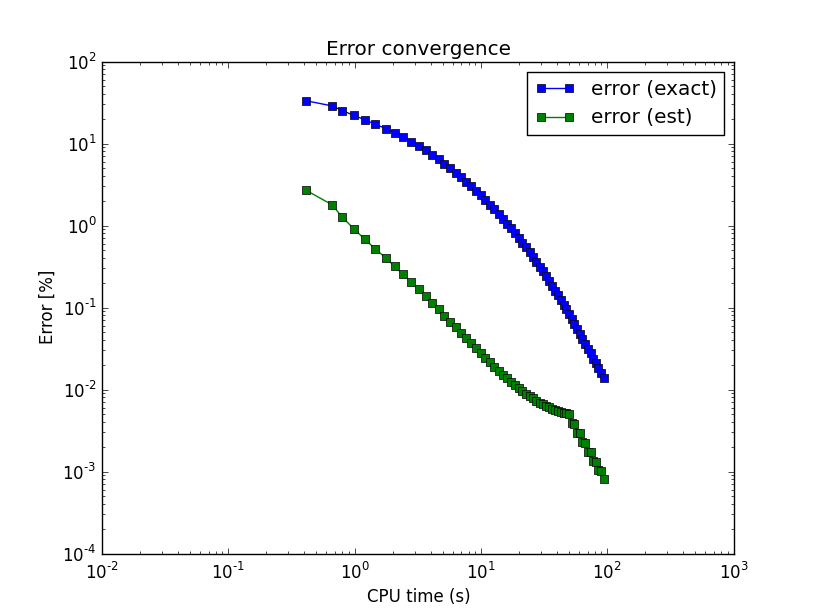 Error convergence
error (exact)
error (est)
10^2
10^1
10^0
10^-1
10^-2
10^-3
10^-4
Error [%]
10^-2
10^-1
10^0
10^1
10^2
10^3
CPU time (s)